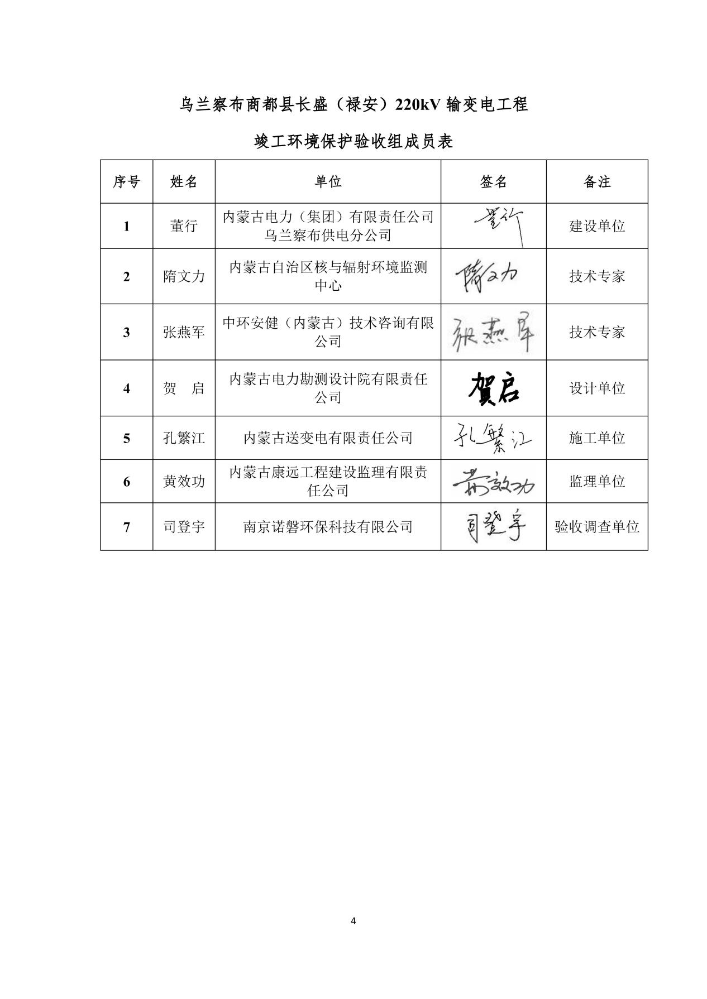 乌兰察布商都县长盛（禄安）220kV 输变电工程
竣工环境保护验收组成员表
序号 姓名 单位 签名 备注
1 董行 内蒙古电力（集团）有限责任公司
乌兰察布供电分公司 董行 建设单位
2 隋文力 内蒙古自治区核与辐射环境监测
中心 隋文力 技术专家
3 张燕军 中环安健（内蒙古）技术咨询有限
公司 张燕军 技术专家
4 贺 启 内蒙古电力勘测设计院有限责任
公司 賀启 设计单位
5 孔繁江 内蒙古送变电有限责任公司 孔繁江 施工单位
6 黄效功 内蒙古康远工程建设监理有限责
任公司 黄效功 监理单位
7 司登宇 南京诺磐环保科技有限公司 司登宇 验收调查单位
4